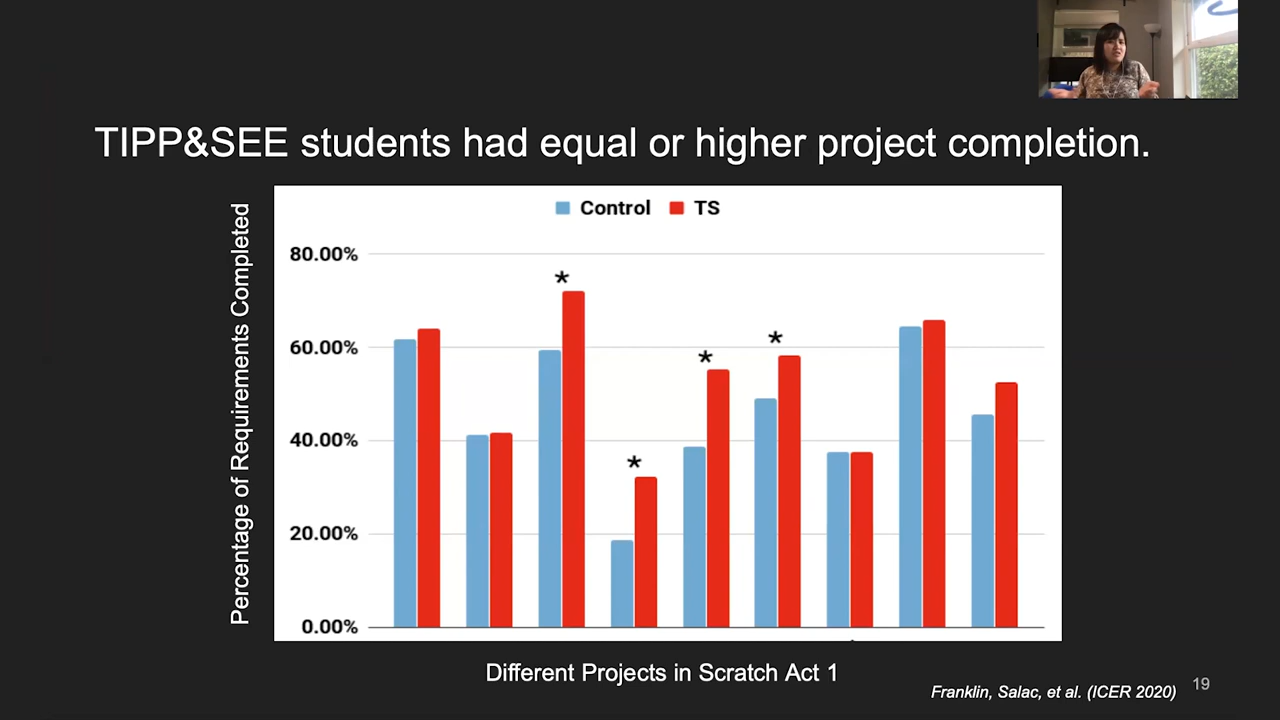 TIPP&SEE students had equal or higher project completion.
Percentage of Requirements Completed
Control TS
80.00%
60.00%
40.00%
20.00%
0.00%
*
*
*
*
Different Projects in Scratch Act 1
Franklin, Salac, et al. (ICER 2020)
19